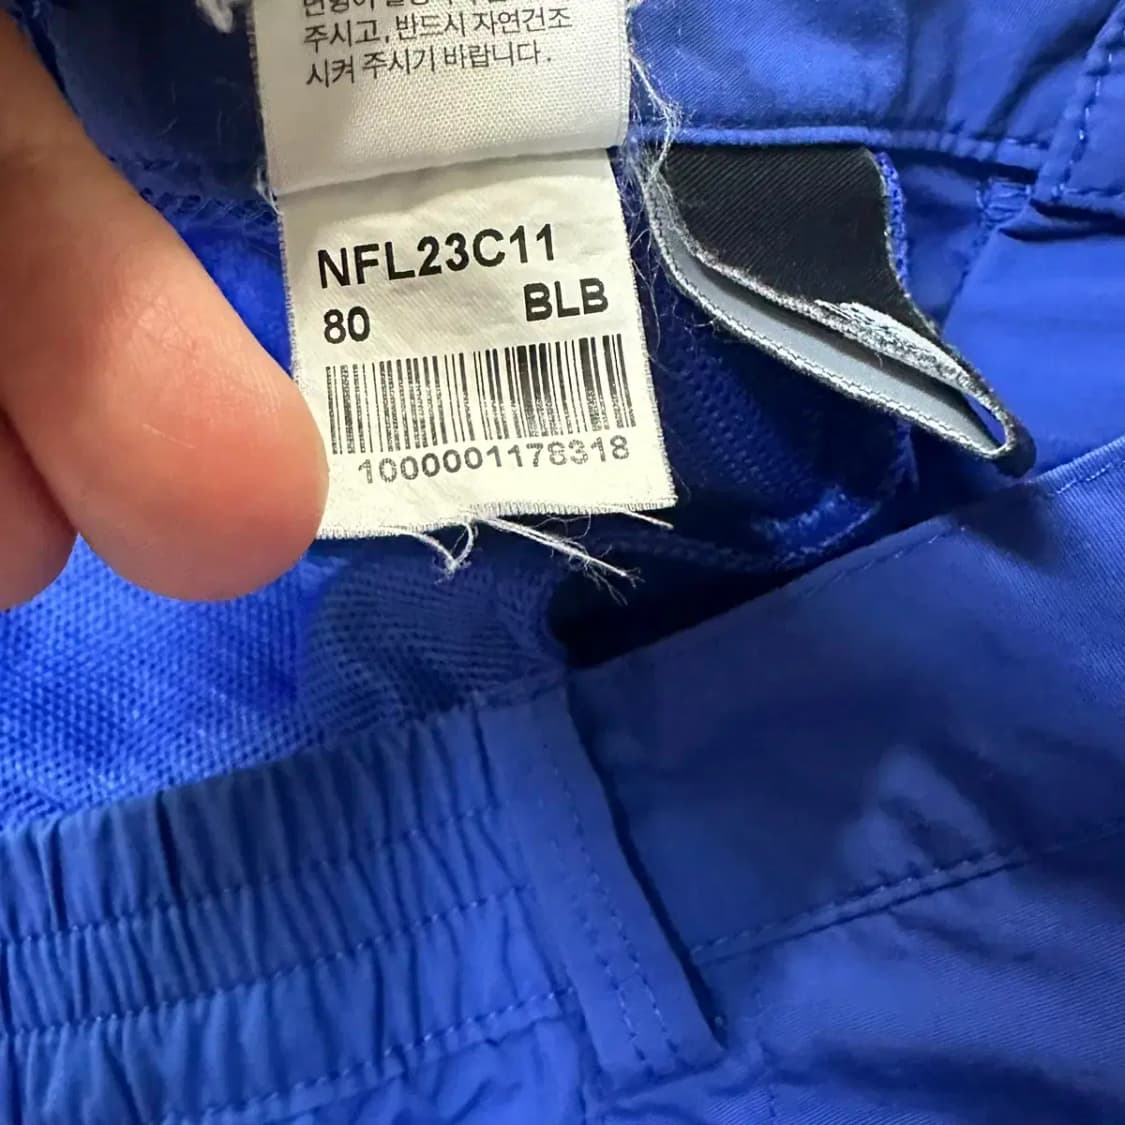 주시고, 반드시 자연건조
시켜 주시기 바랍니다.
NFL23C11
80 BLB
1000001178318